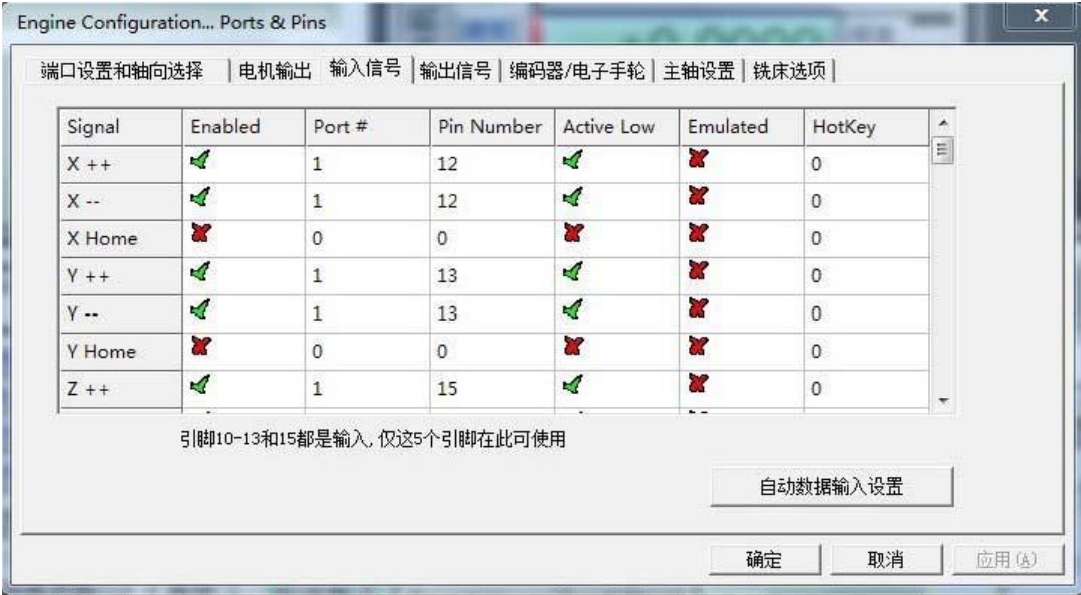 Engine Configuration... Ports & Pins
端口设置和轴向选择 电机输出 输入信号 输出信号 编码器/电子手轮 主轴设置 铣床选项
Signal Enabled Port # Pin Number Active Low Emulated HotKey
X ++ 1 12 0
X -- 1 12 0
X Home 0 0 0
Y ++ 1 13 0
Y -- 1 13 0
Y Home 0 0 0
Z ++ 1 15 0
引脚10-13和15都是输入,仅这5个引脚在此可使用
自动数据输入设置
确定 取消 应用(A)